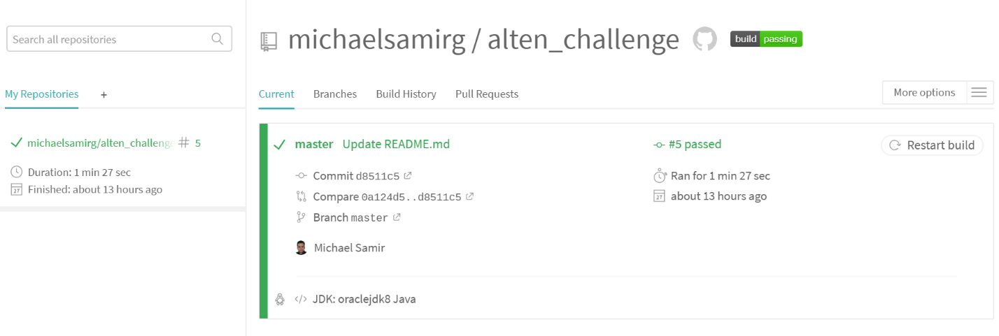 Search all repositories
michaelsamirg / alten_challenge
build passing
My Repositories +
Current Branches Build History Pull Requests
More options
michaelsamirg/alten_challenge # 5
Duration: 1 min 27 sec
Finished: about 13 hours ago
master Update README.md
#5 passed
Restart build
Commit d8511c5
Ran for 1 min 27 sec
Compare 0a124d5..d8511c5
about 13 hours ago
Branch master
Michael Samir
</> JDK: oraclejdk8 Java